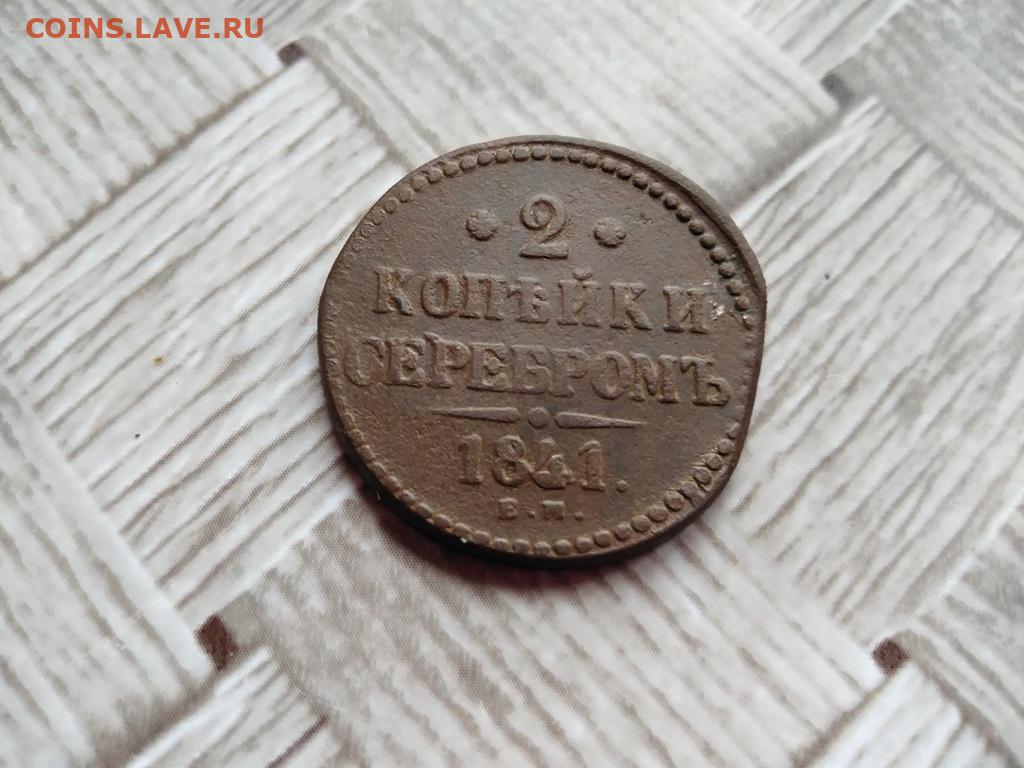 COINS.LAVE.RU
* 2 *
КОПѢЙКИ
СЕРЕБРОМЪ
1841.
Е.М.